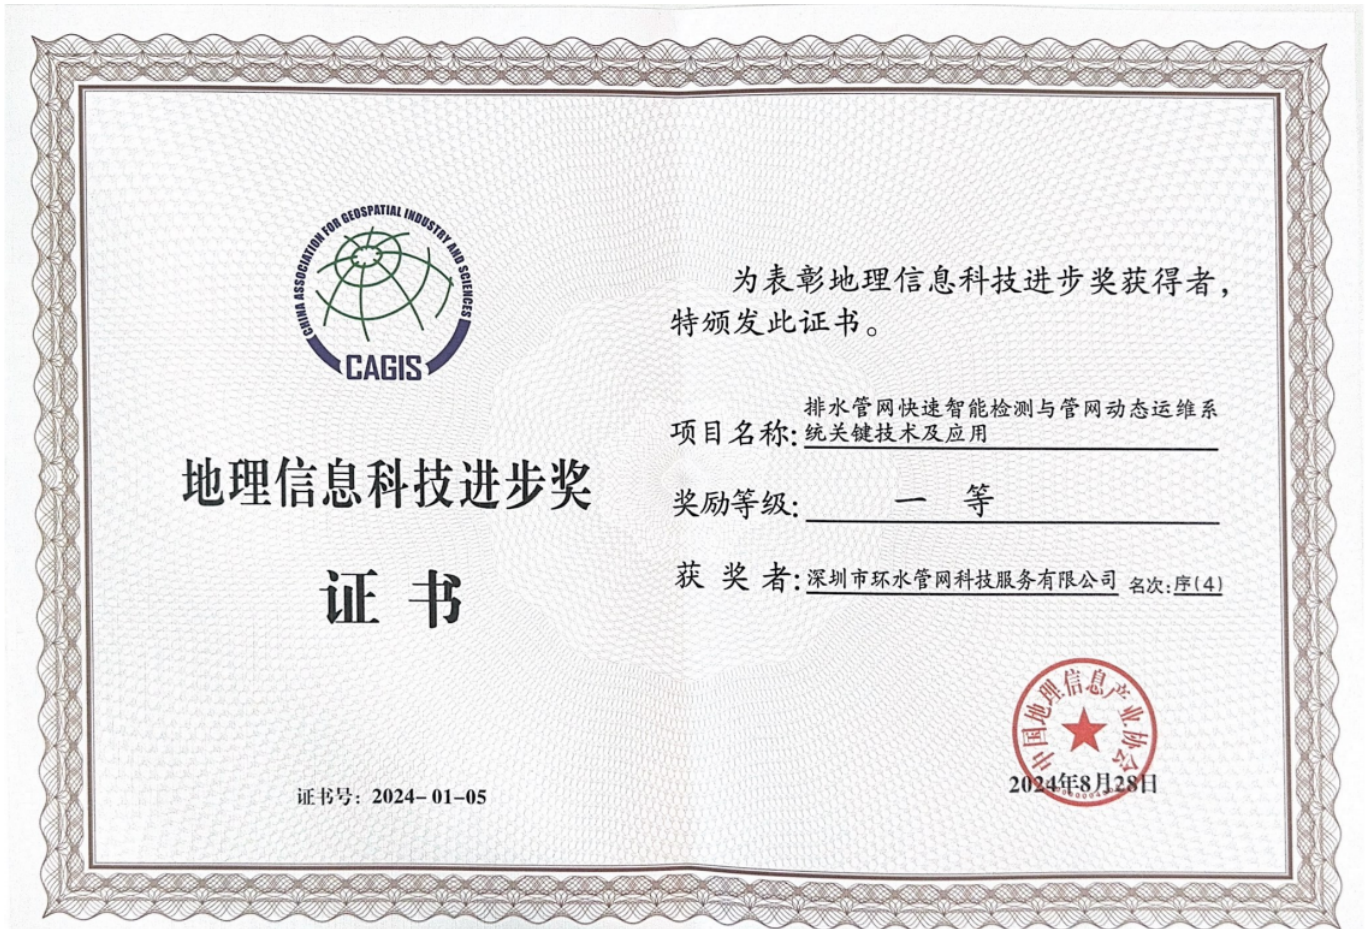 CHINA ASSOCIATION FOR GEOSPATIAL INDUSTRY AND SCIENCES
CAGIS
地理信息科技进步奖
证书
证书号：2024-01-05
为表彰地理信息科技进步奖获得者，
特颁发此证书。
项目名称：排水管网快速智能检测与管网动态运维系
统关键技术及应用
奖励等级：一 等
获 奖 者：深圳市环水管网科技服务有限公司 名次：序(4)
中国地理信息产业协会
2024年8月28日